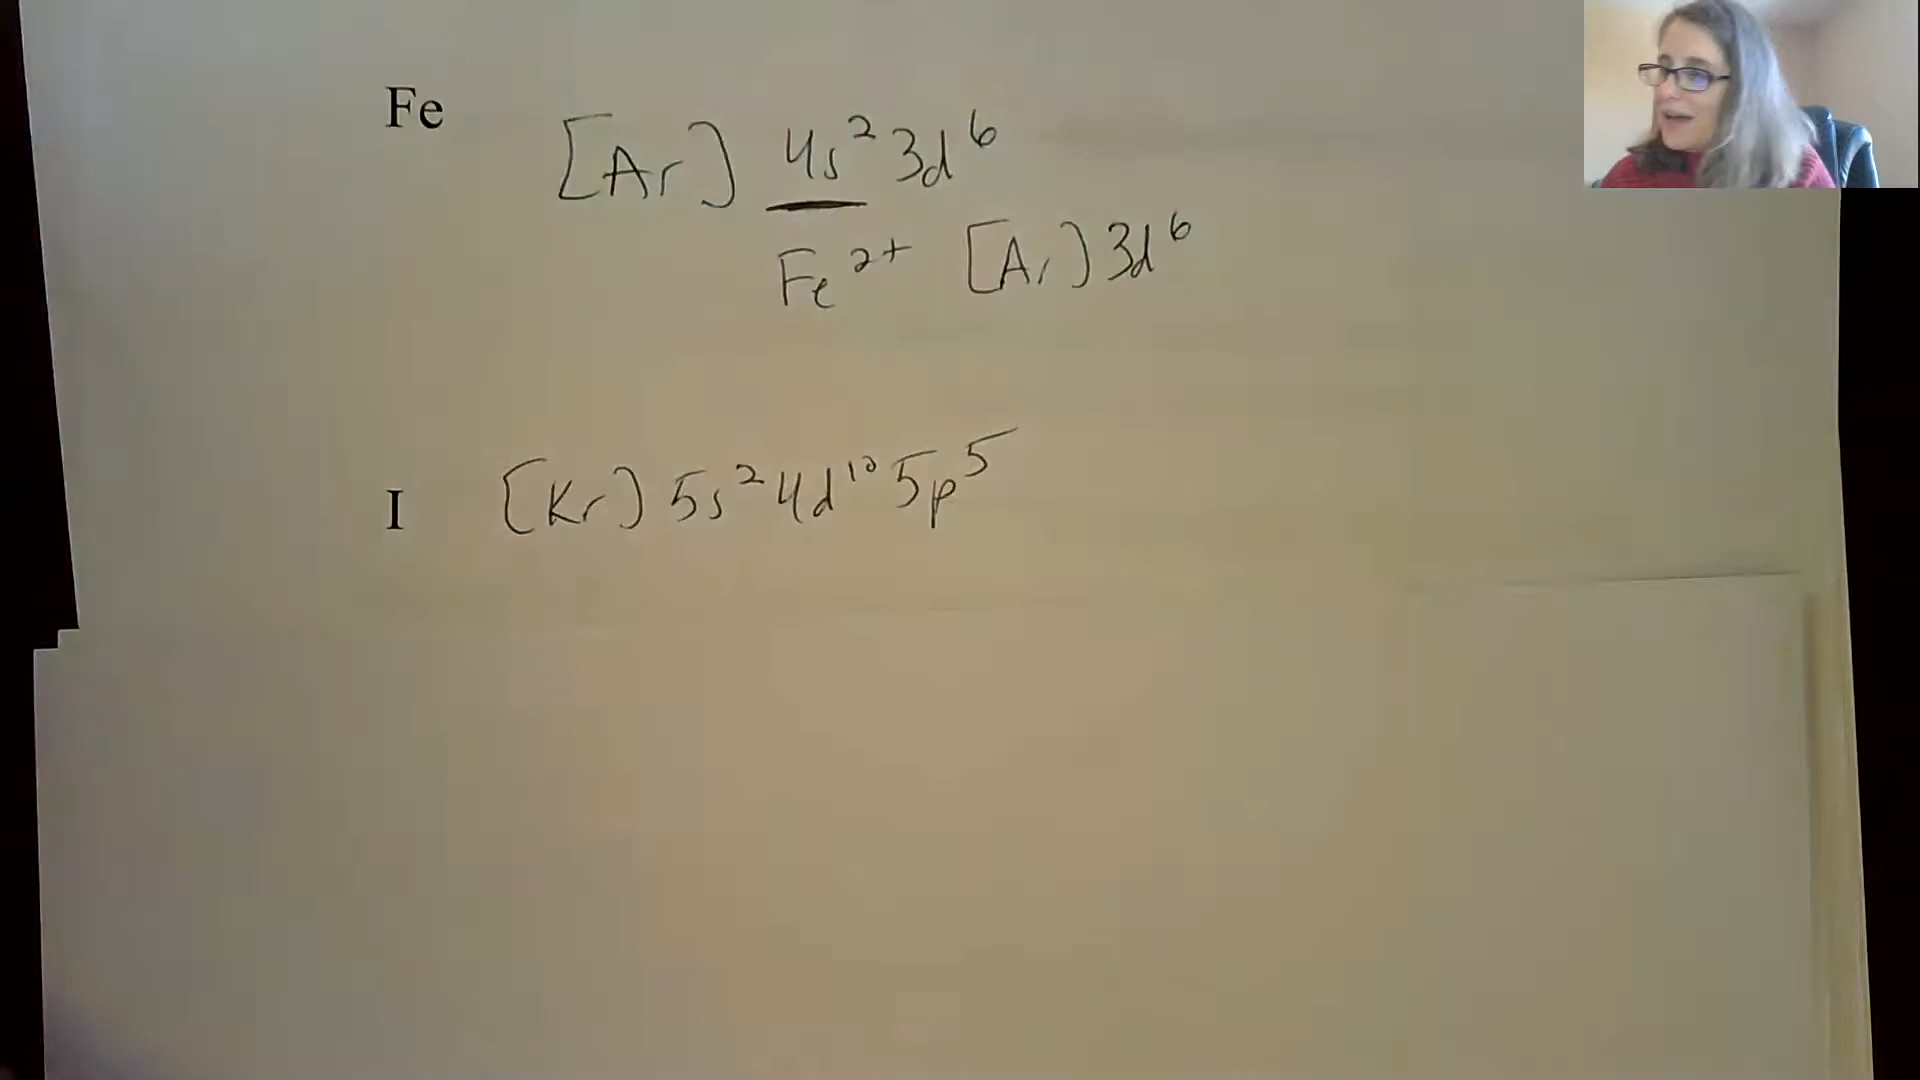 Fe [Ar] 4s² 3d⁶
Fe²⁺ [Ar] 3d⁶
I [Kr] 5s² 4d¹⁰ 5p⁵